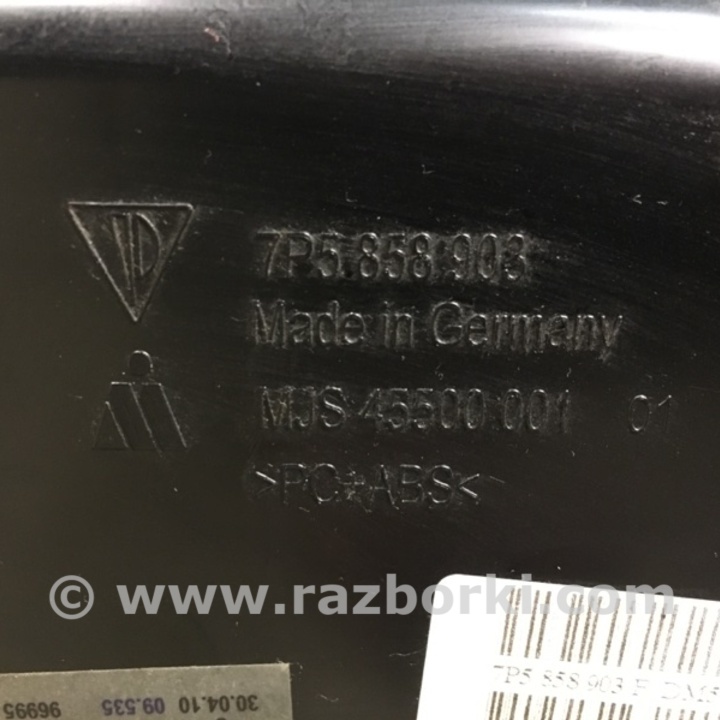 7P5.858.903
Made in Germany
MJS 45500.001 01
>PC+ABS<
© www.razborki.com
7P5 858 903 F DM5
30.04.10 09.535
96995